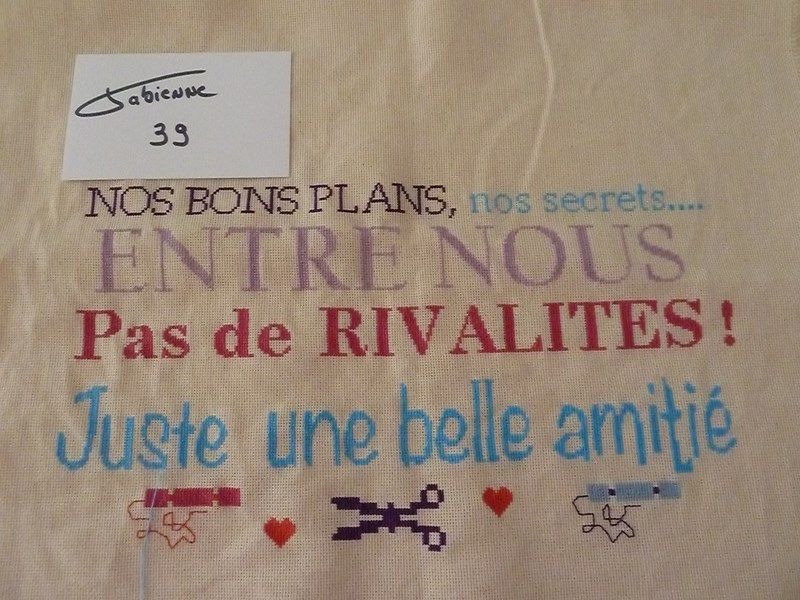 Fabienne
39
NOS BONS PLANS, nos secrets....
ENTRE NOUS
Pas de RIVALITES !
Juste une belle amitié